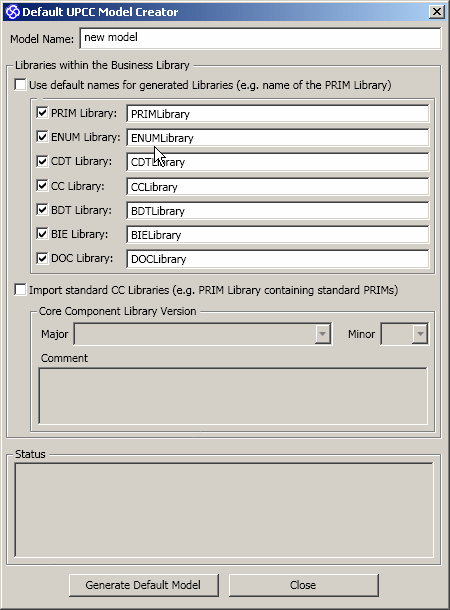 Default UPCC Model Creator
Model Name: new model
Libraries within the Business Library
Use default names for generated Libraries (e.g. name of the PRIM Library)
PRIM Library: PRIMLibrary
ENUM Library: ENUMLibrary
CDT Library: CDTLibrary
CC Library: CCLibrary
BDT Library: BDTLibrary
BIE Library: BIELibrary
DOC Library: DOCLibrary
Import standard CC Libraries (e.g. PRIM Library containing standard PRIMs)
Core Component Library Version
Major Minor
Comment
Status
Generate Default Model Close